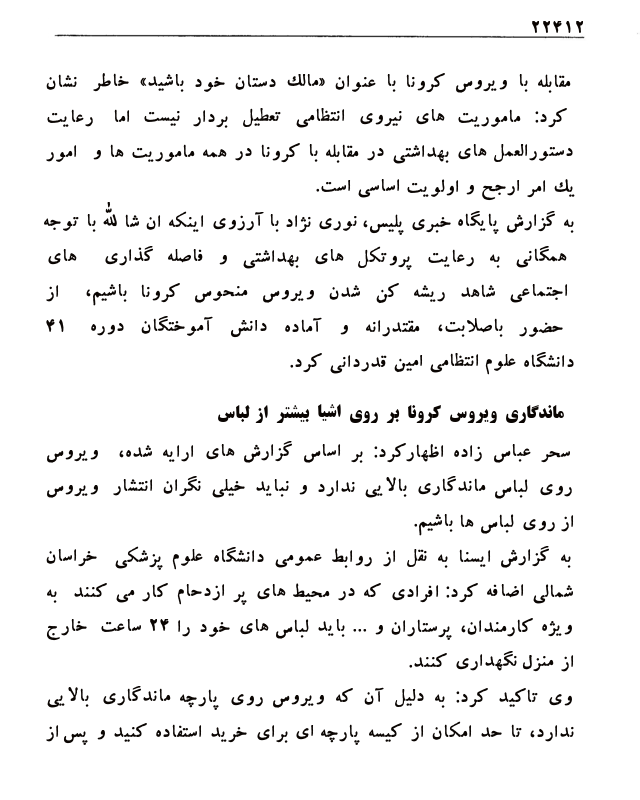 ۲۲۴۱۲
مقابله با ویروس کرونا با عنوان «مالك دستان خود باشید» خاطر نشان
کرد: ماموریت های نیروی انتظامی تعطیل بردار نیست اما رعایت
دستورالعمل های بهداشتی در مقابله با کرونا در همه ماموریت ها و امور
يك امر ارجح و اولویت اساسی است.
به گزارش پایگاه خبری پلیس، نوری نژاد با آرزوی اینکه ان شا لله با توجه
همگانی به رعایت پروتکل های بهداشتی و فاصله گذاری های
اجتماعی شاهد ریشه کن شدن ویروس منحوس کرونا باشیم، از
حضور باصلابت، مقتدرانه و آماده دانش آموختگان دوره ۴۱
دانشگاه علوم انتظامی امین قدردانی کرد.
ماندگاری ویروس کرونا بر روی اشیا بیشتر از لباس
سحر عباس زاده اظهارکرد: بر اساس گزارش های ارایه شده، ویروس
روی لباس ماندگاری بالایی ندارد و نباید خیلی نگران انتشار ویروس
از روی لباس ها باشیم.
به گزارش ایسنا به نقل از روابط عمومی دانشگاه علوم پزشکی خراسان
شمالی اضافه کرد: افرادی که در محیط های پر ازدحام کار می کنند به
ویژه کارمندان، پرستاران و ... باید لباس های خود را ۲۴ ساعت خارج
از منزل نگهداری کنند.
وی تاکید کرد: به دلیل آن که ویروس روی پارچه ماندگاری بالایی
ندارد، تا حد امکان از کیسه پارچه ای برای خرید استفاده کنید و پس از